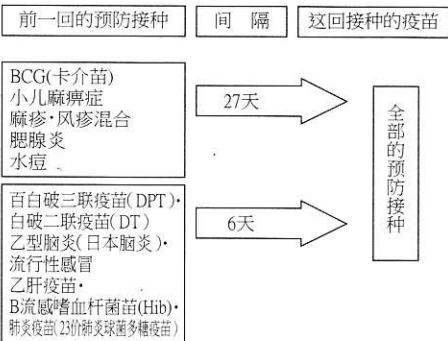 前一回的预防接种
间 隔
这回接种的疫苗
BCG(卡介苗)
小儿麻痹症
麻疹·风疹混合
腮腺炎
水痘
27天
百白破三联疫苗(DPT)·
白破二联疫苗(DT)
乙型脑炎(日本脑炎)·
流行性感冒
乙肝疫苗·
B流感嗜血杆菌苗(Hib)·
肺炎疫苗(23价肺炎球菌多糖疫苗)
6天
全部的预防接种